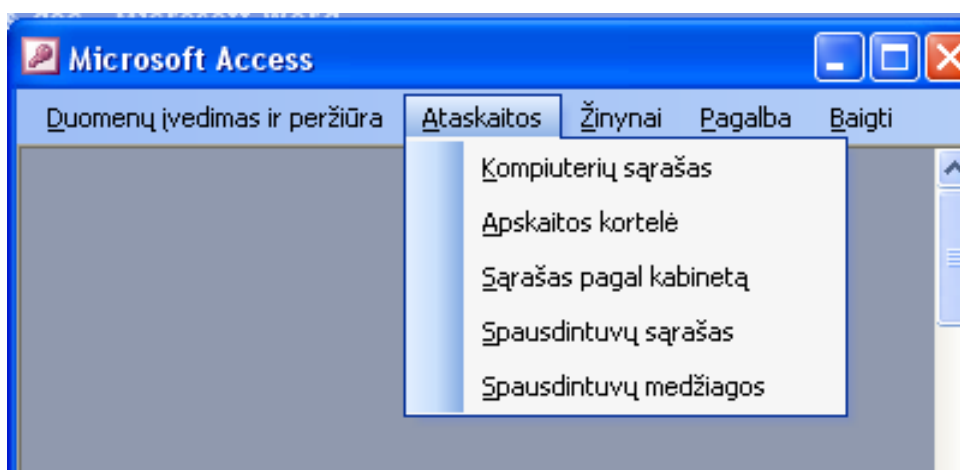 Microsoft Access
Duomenų įvedimas ir peržiūra Ataskaitos Žinynai Pagalba Baigti
Kompiuterių sąrašas
Apskaitos kortelė
Sąrašas pagal kabinetą
Spausdintuvų sąrašas
Spausdintuvų medžiagos